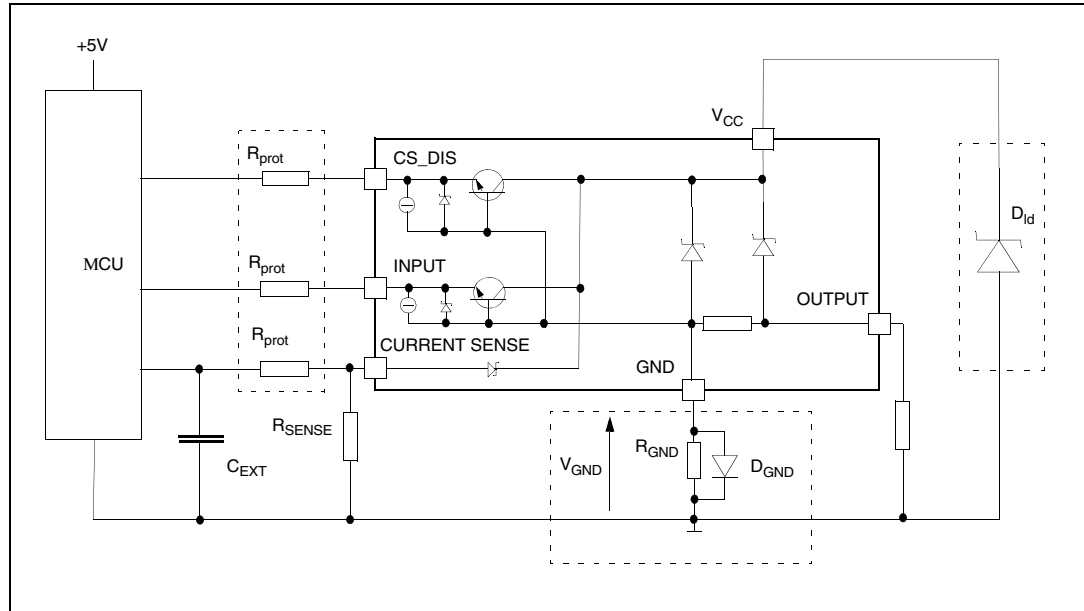 +5V
MCU
Rprot
Rprot
Rprot
CS_DIS
INPUT
CURRENT SENSE
VCC
OUTPUT
GND
Dld
RSENSE
CEXT
VGND
RGND
DGND